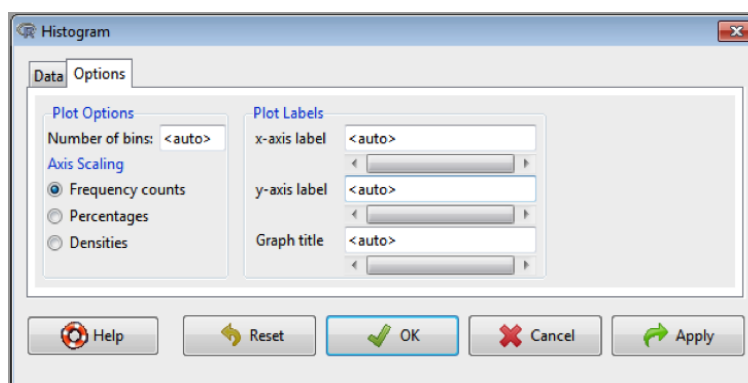 Histogram
Data Options
Plot Options
Number of bins: <auto>
Axis Scaling
Frequency counts
Percentages
Densities
Plot Labels
x-axis label <auto>
y-axis label <auto>
Graph title <auto>
Help Reset OK Cancel Apply